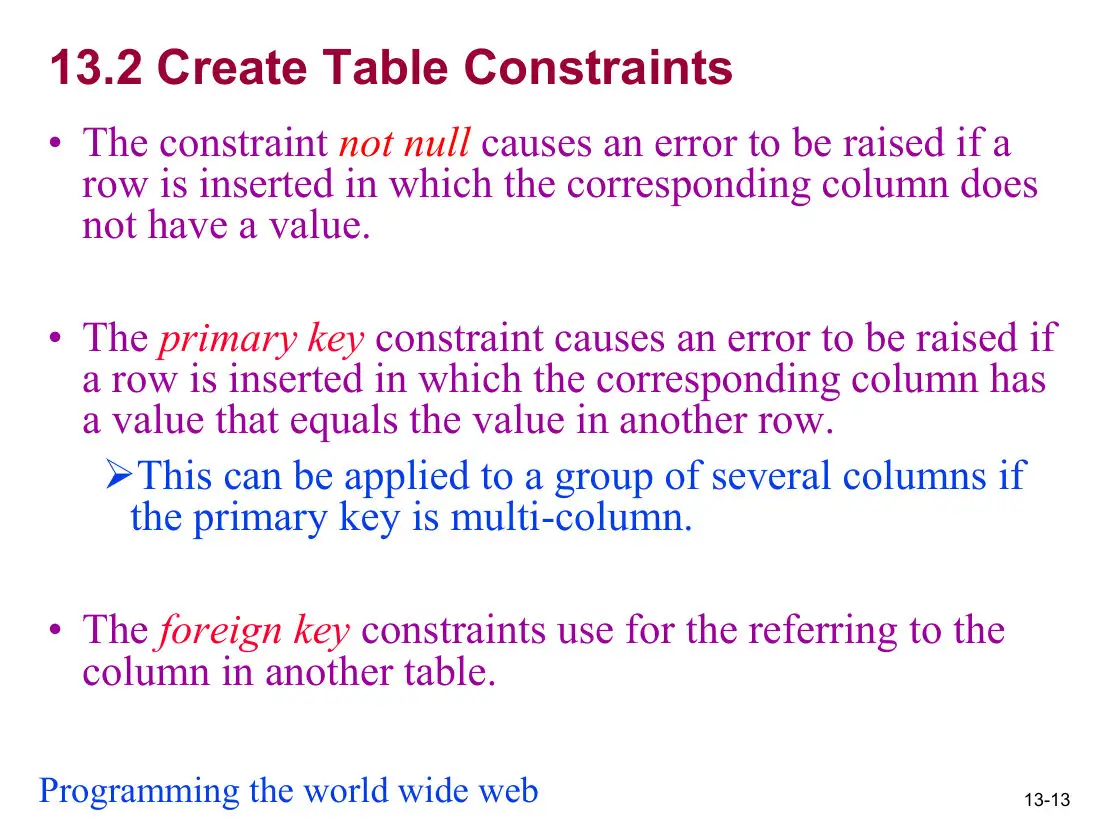 13.2 Create Table Constraints
• The constraint not null causes an error to be raised if a
row is inserted in which the corresponding column does
not have a value.
• The primary key constraint causes an error to be raised if
a row is inserted in which the corresponding column has
a value that equals the value in another row.
➢This can be applied to a group of several columns if
the primary key is multi-column.
• The foreign key constraints use for the referring to the
column in another table.
Programming the world wide web
13-13